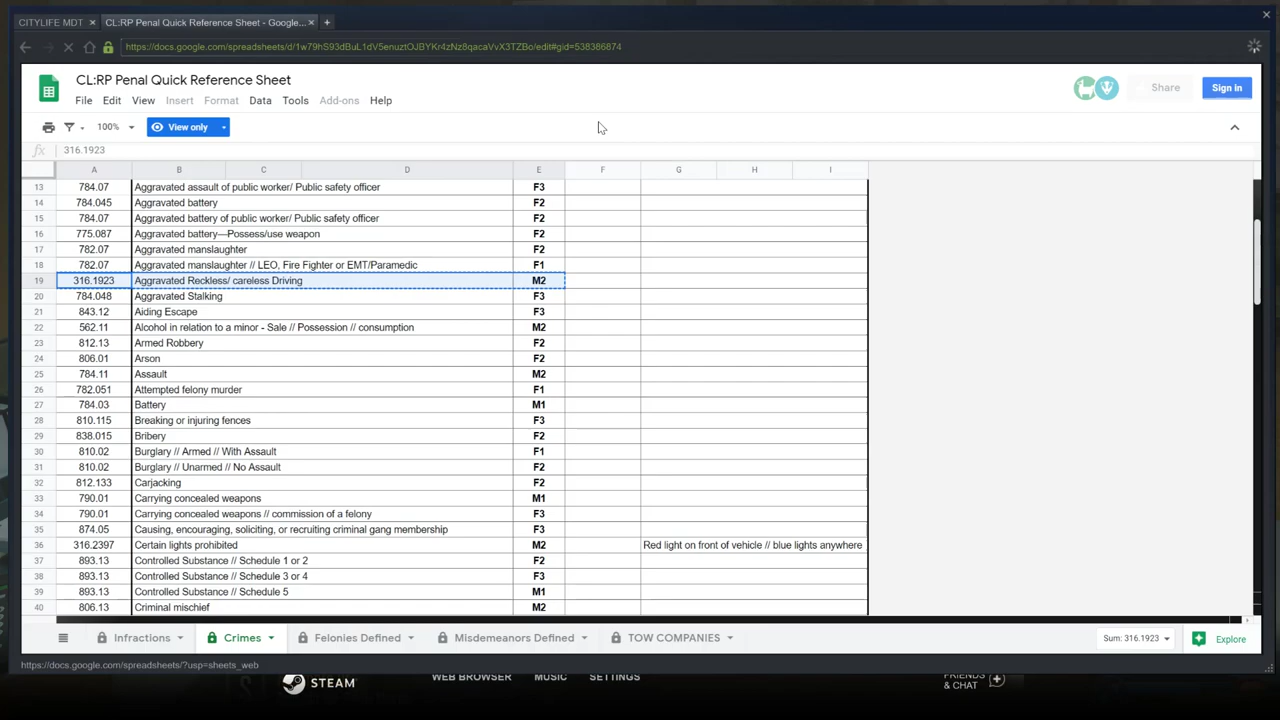 CITYLIFE MDT × CL:RP Penal Quick Reference Sheet - Google... × +
https://docs.google.com/spreadsheets/d/1w79hS93dBuL1dV5enuztOJBYKr4zNz8qacaVvX3TZBo/edit#gid=538386874
CL:RP Penal Quick Reference Sheet
File Edit View Insert Format Data Tools Add-ons Help
Share Sign in
100% View only
fx 316.1923
A B C D E F G H I
13 784.07 Aggravated assault of public worker/ Public safety officer F3
14 784.045 Aggravated battery F2
15 784.07 Aggravated battery of public worker/ Public safety officer F2
16 775.087 Aggravated battery—Possess/use weapon F2
17 782.07 Aggravated manslaughter F2
18 782.07 Aggravated manslaughter // LEO, Fire Fighter or EMT/Paramedic F1
19 316.1923 Aggravated Reckless/ careless Driving M2
20 784.048 Aggravated Stalking F3
21 843.12 Aiding Escape F3
22 562.11 Alcohol in relation to a minor - Sale // Possession // consumption M2
23 812.13 Armed Robbery F2
24 806.01 Arson F2
25 784.11 Assault M2
26 782.051 Attempted felony murder F1
27 784.03 Battery M1
28 810.115 Breaking or injuring fences F3
29 838.015 Bribery F2
30 810.02 Burglary // Armed // With Assault F1
31 810.02 Burglary // Unarmed // No Assault F2
32 812.133 Carjacking F2
33 790.01 Carrying concealed weapons M1
34 790.01 Carrying concealed weapons // commission of a felony F3
35 874.05 Causing, encouraging, soliciting, or recruiting criminal gang membership F3
36 316.2397 Certain lights prohibited M2 Red light on front of vehicle // blue lights anywhere
37 893.13 Controlled Substance // Schedule 1 or 2 F2
38 893.13 Controlled Substance // Schedule 3 or 4 F3
39 893.13 Controlled Substance // Schedule 5 M1
40 806.13 Criminal mischief M2
Infractions Crimes Felonies Defined Misdemeanors Defined TOW COMPANIES Sum: 316.1923 Explore
https://docs.google.com/spreadsheets/?usp=sheets_web
STEAM WEB BROWSER MUSIC SETTINGS FRIENDS
& CHAT